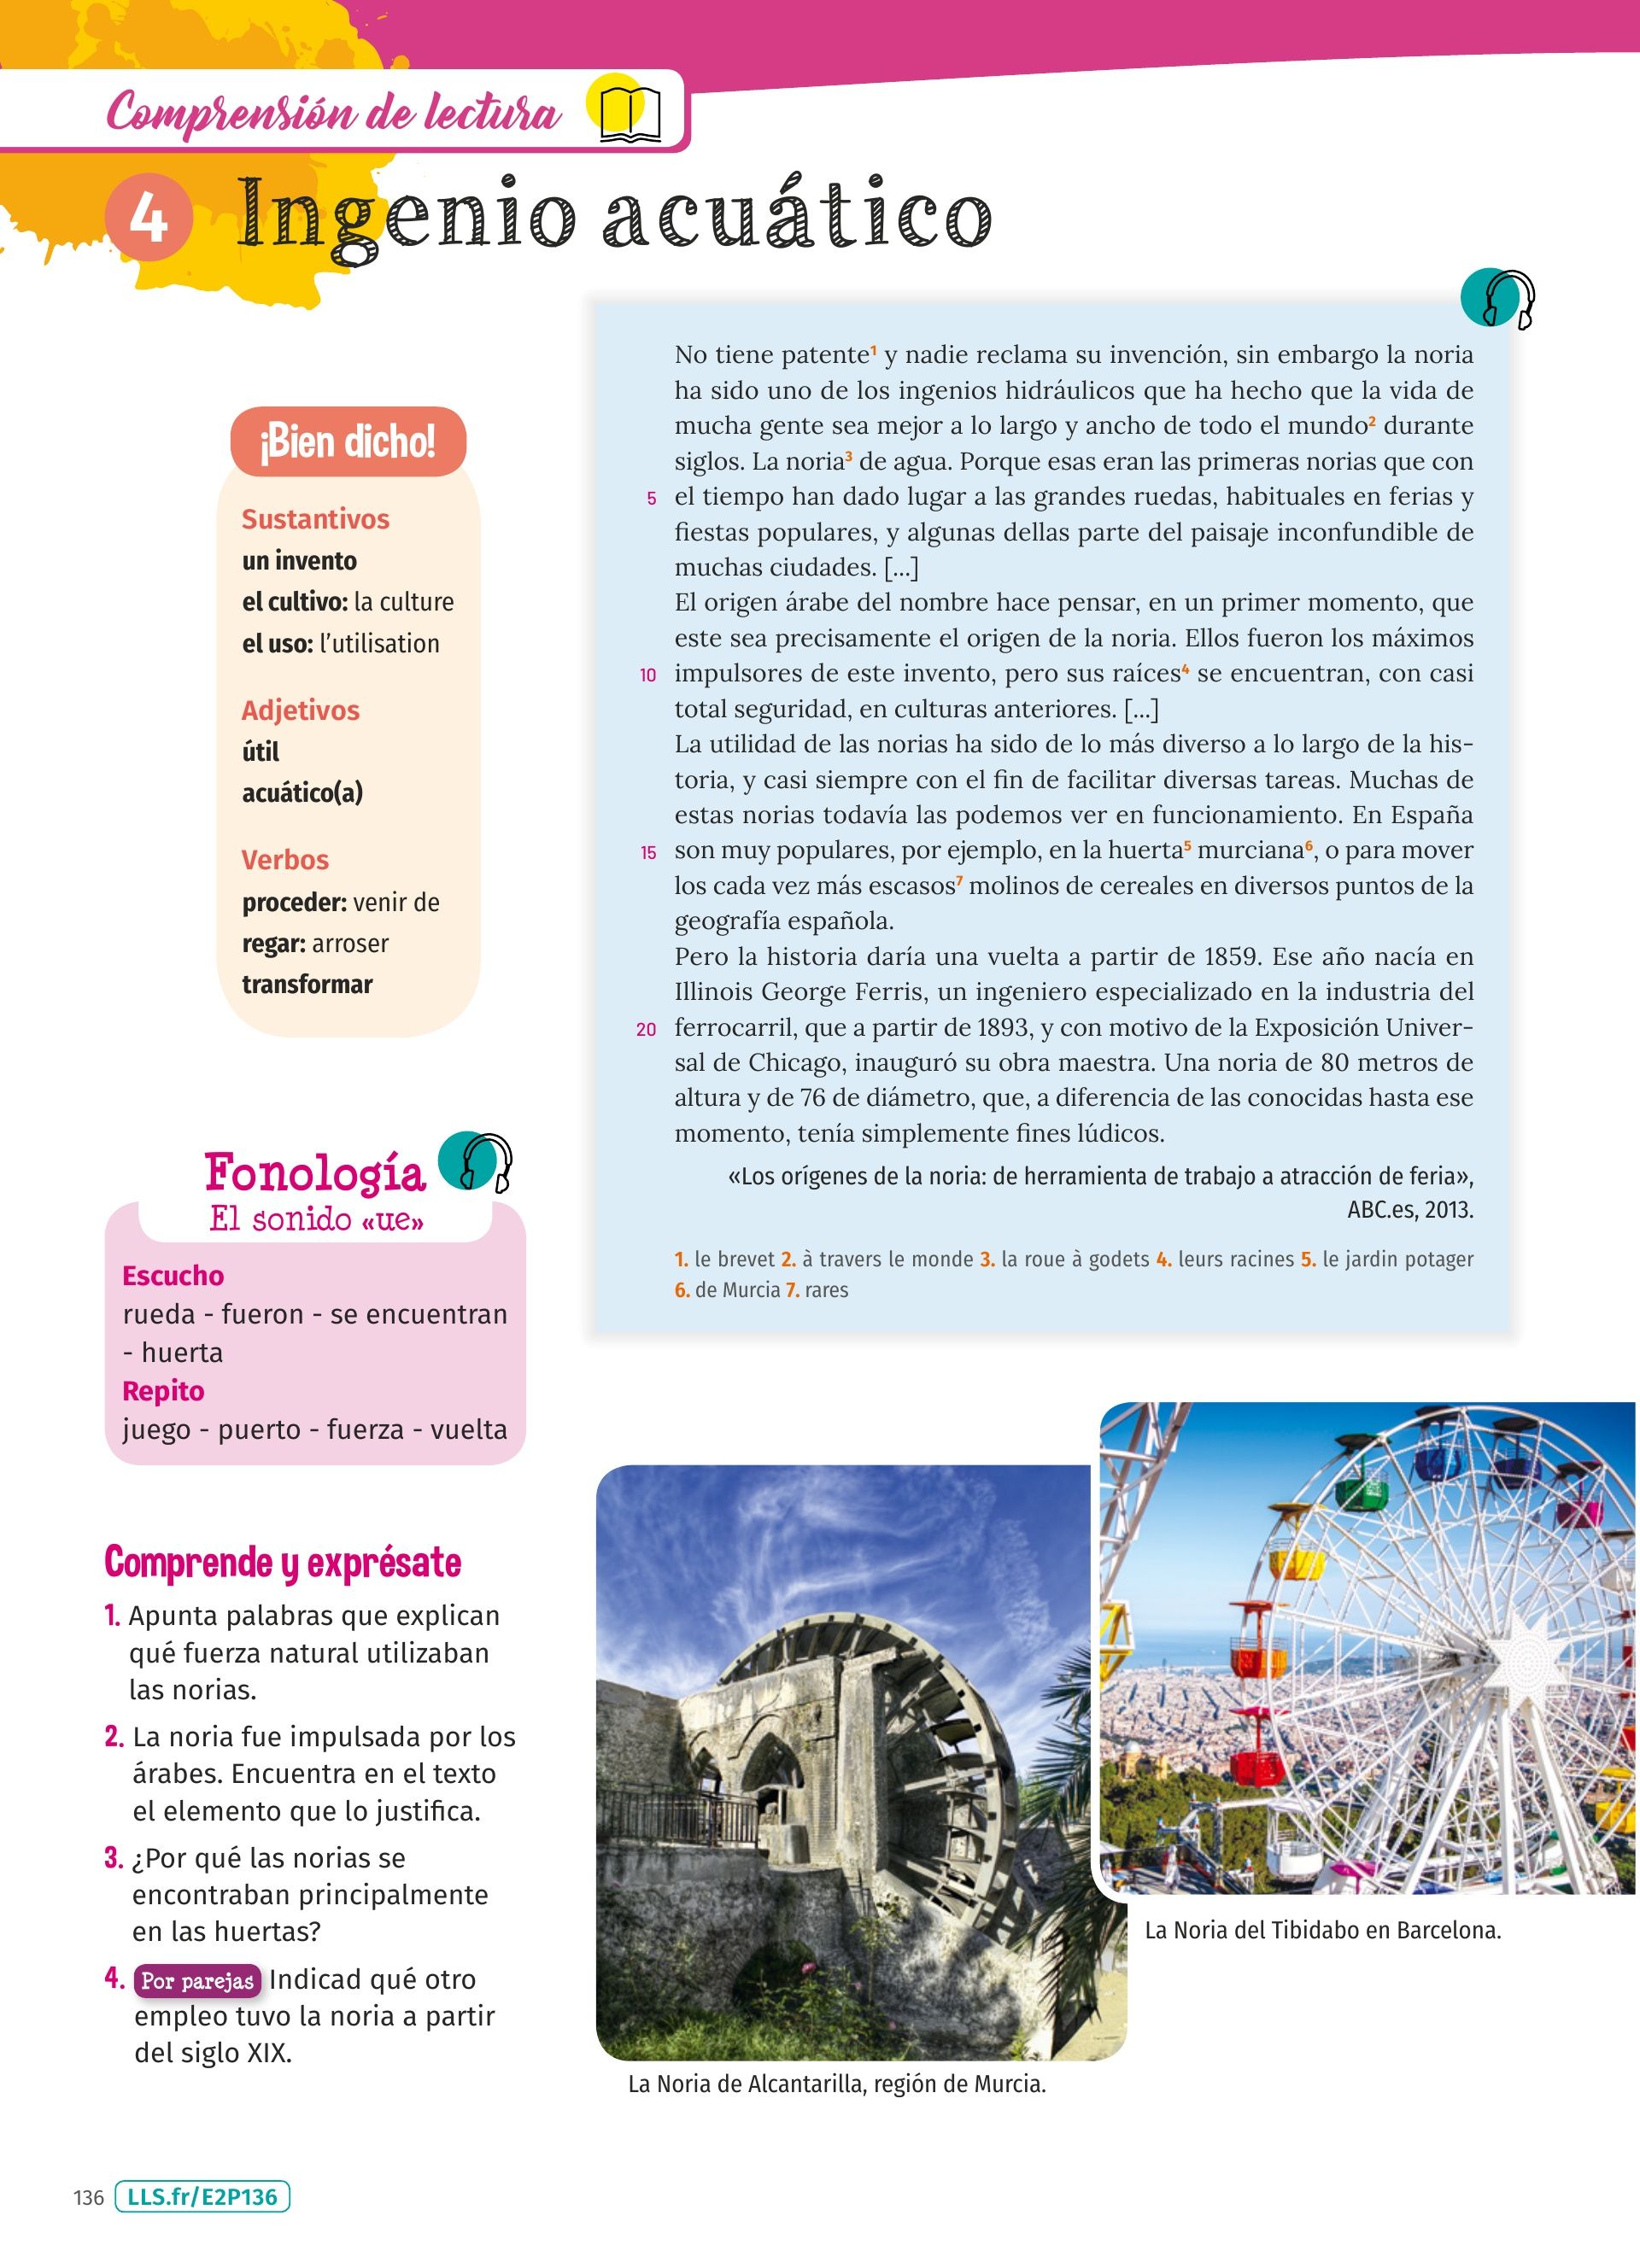 Comprensión de lectura
4 Ingenio acuático
¡Bien dicho!
Sustantivos
un invento
el cultivo: la culture
el uso: l'utilisation
Adjetivos
útil
acuático(a)
Verbos
proceder: venir de
regar: arroser
transformar
Fonología
El sonido «ue»
Escucho
rueda - fueron - se encuentran
- huerta
Repito
juego - puerto - fuerza - vuelta
Comprende y exprésate
1. Apunta palabras que explican
qué fuerza natural utilizaban
las norias.
2. La noria fue impulsada por los
árabes. Encuentra en el texto
el elemento que lo justifica.
3. ¿Por qué las norias se
encontraban principalmente
en las huertas?
4. Por parejas Indicad qué otro
empleo tuvo la noria a partir
del siglo XIX.
No tiene patente1 y nadie reclama su invención, sin embargo la noria
ha sido uno de los ingenios hidráulicos que ha hecho que la vida de
mucha gente sea mejor a lo largo y ancho de todo el mundo2 durante
siglos. La noria3 de agua. Porque esas eran las primeras norias que con
5 el tiempo han dado lugar a las grandes ruedas, habituales en ferias y
fiestas populares, y algunas dellas parte del paisaje inconfundible de
muchas ciudades. [...]
El origen árabe del nombre hace pensar, en un primer momento, que
este sea precisamente el origen de la noria. Ellos fueron los máximos
10 impulsores de este invento, pero sus raíces4 se encuentran, con casi
total seguridad, en culturas anteriores. [...]
La utilidad de las norias ha sido de lo más diverso a lo largo de la his-
toria, y casi siempre con el fin de facilitar diversas tareas. Muchas de
estas norias todavía las podemos ver en funcionamiento. En España
15 son muy populares, por ejemplo, en la huerta5 murciana6, o para mover
los cada vez más escasos7 molinos de cereales en diversos puntos de la
geografía española.
Pero la historia daría una vuelta a partir de 1859. Ese año nacía en
Illinois George Ferris, un ingeniero especializado en la industria del
20 ferrocarril, que a partir de 1893, y con motivo de la Exposición Univer-
sal de Chicago, inauguró su obra maestra. Una noria de 80 metros de
altura y de 76 de diámetro, que, a diferencia de las conocidas hasta ese
momento, tenía simplemente fines lúdicos.
«Los orígenes de la noria: de herramienta de trabajo a atracción de feria»,
ABC.es, 2013.
1. le brevet 2. à travers le monde 3. la roue à godets 4. leurs racines 5. le jardin potager
6. de Murcia 7. rares
La Noria del Tibidabo en Barcelona.
La Noria de Alcantarilla, región de Murcia.
136 LLS.fr/E2P136